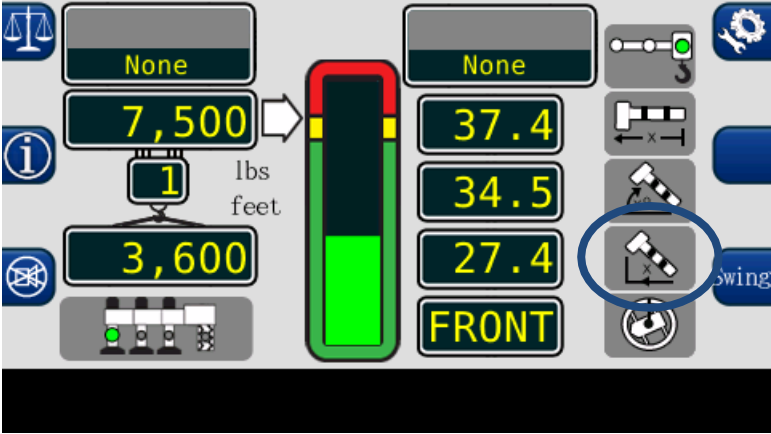 None
None
7,500
37.4
1
lbs
feet
34.5
3,600
27.4
x
x
Swing
FRONT